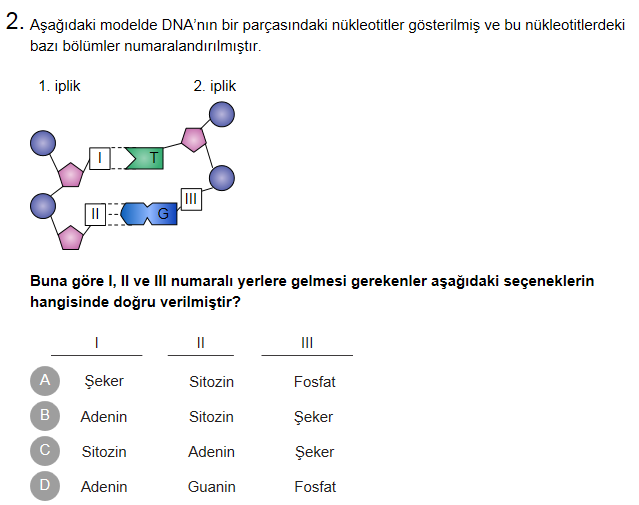 2. Aşağıdaki modelde DNA'nın bir parçasındaki nükleotitler gösterilmiş ve bu nükleotitlerdeki
bazı bölümler numaralandırılmıştır.
1. iplik 2. iplik
I T
II G III
Buna göre I, II ve III numaralı yerlere gelmesi gerekenler aşağıdaki seçeneklerin
hangisinde doğru verilmiştir?
I II III
A Şeker Sitozin Fosfat
B Adenin Sitozin Şeker
C Sitozin Adenin Şeker
D Adenin Guanin Fosfat